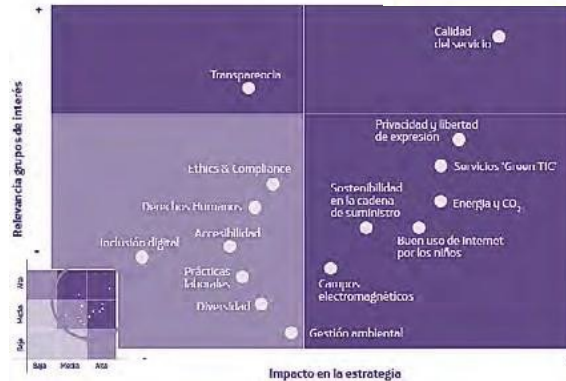 Calidad
del servicio
Transparencia
Privacidad y libertad
de expresión
Ethics & Compliance
Servicios 'Green TIC'
Sostenibilidad
en la cadena
de suministro
Energía y CO₂
Derechos Humanos
Accesibilidad
Buen uso de Internet
por los niños
Inclusión digital
Prácticas
laborales
Campos
electromagnéticos
Diversidad
Gestión ambiental
Relevancia grupos de interés
+
-
Alta
Media
Baja
Baja Media Alta
-
+
Impacto en la estrategia